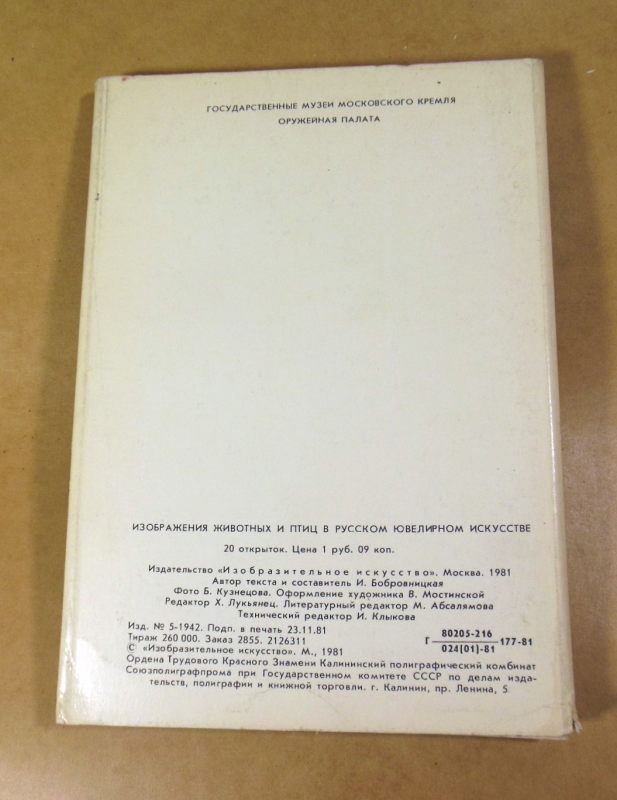 ГОСУДАРСТВЕННЫЕ МУЗЕИ МОСКОВСКОГО КРЕМЛЯ
ОРУЖЕЙНАЯ ПАЛАТА
ИЗОБРАЖЕНИЯ ЖИВОТНЫХ И ПТИЦ В РУССКОМ ЮВЕЛИРНОМ ИСКУССТВЕ
20 открыток. Цена 1 руб. 09 коп.
Издательство «Изобразительное искусство». Москва. 1981
Автор текста и составитель И. Бобровницкая
Фото Б. Кузнецова. Оформление художника В. Мостинской
Редактор Х. Лукьянец. Литературный редактор М. Абсалямова
Технический редактор И. Клыкова
Изд. № 5-1942. Подп. в печать 23.11.81
Тираж 260 000. Заказ 2855. 2126311
© «Изобразительное искусство». М., 1981
Г 80205-216 177-81
024(01)-81
Ордена Трудового Красного Знамени Калининский полиграфический комбинат
Союзполиграфпрома при Государственном комитете СССР по делам изда-
тельств, полиграфии и книжной торговли. г. Калинин, пр. Ленина, 5